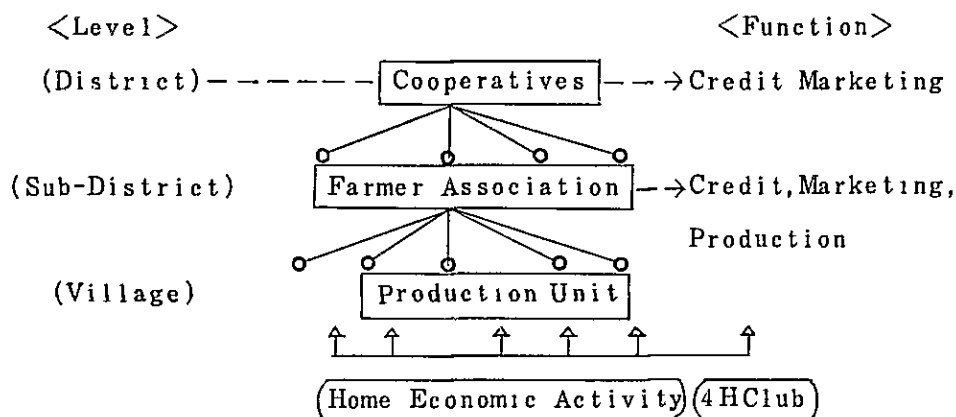 <Level> <Function>
(District) Cooperatives Credit Marketing
(Sub-District) Farmer Association Credit, Marketing,
Production
(Village) Production Unit
(Home Economic Activity) (4HClub)